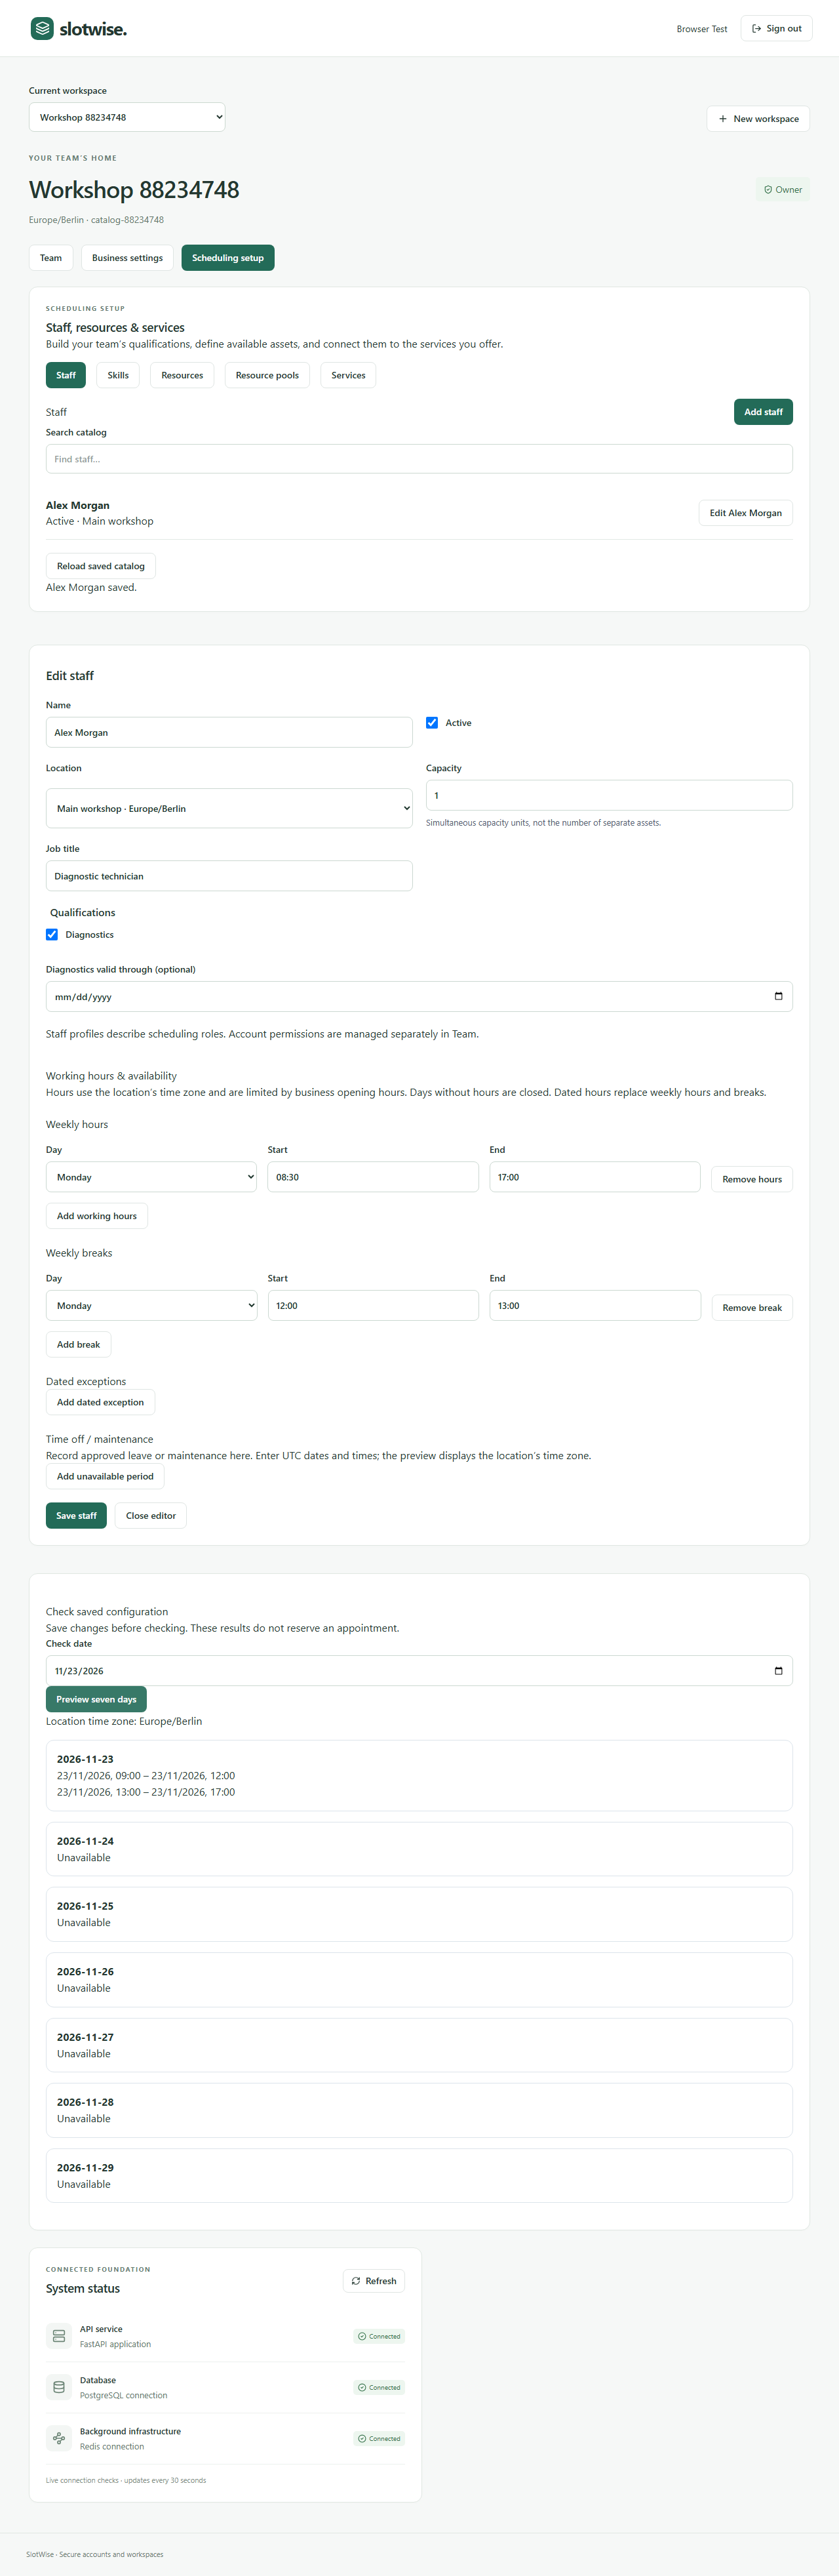 slotwise.
Browser Test
Sign out
Current workspace
Workshop 88234748
New workspace
YOUR TEAM'S HOME
Workshop 88234748
Owner
Europe/Berlin · catalog-88234748
Team
Business settings
Scheduling setup
SCHEDULING SETUP
Staff, resources & services
Build your team's qualifications, define available assets, and connect them to the services you offer.
Staff
Skills
Resources
Resource pools
Services
Staff
Add staff
Search catalog
Find staff...
Alex Morgan
Active · Main workshop
Edit Alex Morgan
Reload saved catalog
Alex Morgan saved.
Edit staff
Name
Alex Morgan
Active
Location
Main workshop · Europe/Berlin
Capacity
1
Simultaneous capacity units, not the number of separate assets.
Job title
Diagnostic technician
Qualifications
Diagnostics
Diagnostics valid through (optional)
mm/dd/yyyy
Staff profiles describe scheduling roles. Account permissions are managed separately in Team.
Working hours & availability
Hours use the location's time zone and are limited by business opening hours. Days without hours are closed. Dated hours replace weekly hours and breaks.
Weekly hours
Day
Start
End
Monday
08:30
17:00
Remove hours
Add working hours
Weekly breaks
Day
Start
End
Monday
12:00
13:00
Remove break
Add break
Dated exceptions
Add dated exception
Time off / maintenance
Record approved leave or maintenance here. Enter UTC dates and times; the preview displays the location's time zone.
Add unavailable period
Save staff
Close editor
Check saved configuration
Save changes before checking. These results do not reserve an appointment.
Check date
11/23/2026
Preview seven days
Location time zone: Europe/Berlin
2026-11-23
23/11/2026, 09:00 – 23/11/2026, 12:00
23/11/2026, 13:00 – 23/11/2026, 17:00
2026-11-24
Unavailable
2026-11-25
Unavailable
2026-11-26
Unavailable
2026-11-27
Unavailable
2026-11-28
Unavailable
2026-11-29
Unavailable
CONNECTED FOUNDATION
System status
Refresh
API service
FastAPI application
Connected
Database
PostgreSQL connection
Connected
Background infrastructure
Redis connection
Connected
Live connection checks · updates every 30 seconds
SlotWise · Secure accounts and workspaces